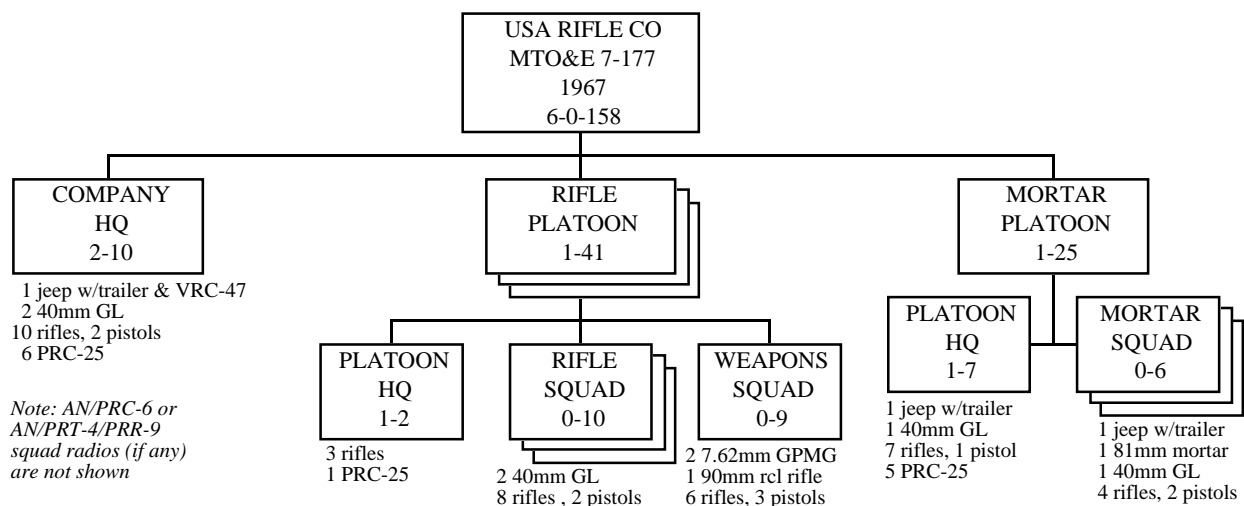 USA RIFLE CO
MTO&E 7-177
1967
6-0-158
COMPANY
HQ
2-10
1 jeep w/trailer & VRC-47
2 40mm GL
10 rifles, 2 pistols
6 PRC-25
Note: AN/PRC-6 or
AN/PRT-4/PRR-9
squad radios (if any)
are not shown
RIFLE
PLATOON
1-41
PLATOON
HQ
1-2
3 rifles
1 PRC-25
RIFLE
SQUAD
0-10
2 40mm GL
8 rifles , 2 pistols
WEAPONS
SQUAD
0-9
2 7.62mm GPMG
1 90mm rcl rifle
6 rifles, 3 pistols
MORTAR
PLATOON
1-25
PLATOON
HQ
1-7
1 jeep w/trailer
1 40mm GL
7 rifles, 1 pistol
5 PRC-25
MORTAR
SQUAD
0-6
1 jeep w/trailer
1 81mm mortar
1 40mm GL
4 rifles, 2 pistols